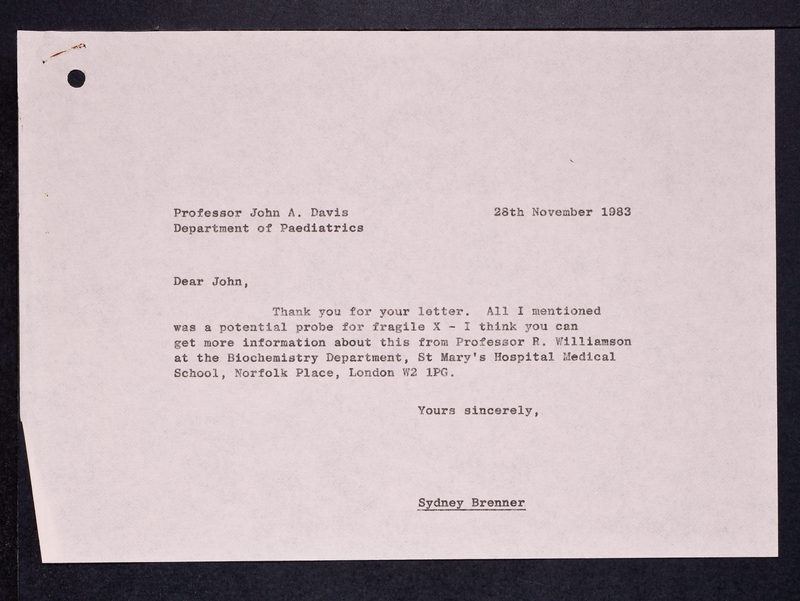 Professor John A. Davis 28th November 1983
Department of Paediatrics
Dear John,
Thank you for your letter. All I mentioned
was a potential probe for fragile X - I think you can
get more information about this from Professor R. Williamson
at the Biochemistry Department, St Mary's Hospital Medical
School, Norfolk Place, London W2 1PG.
Yours sincerely,
Sydney Brenner